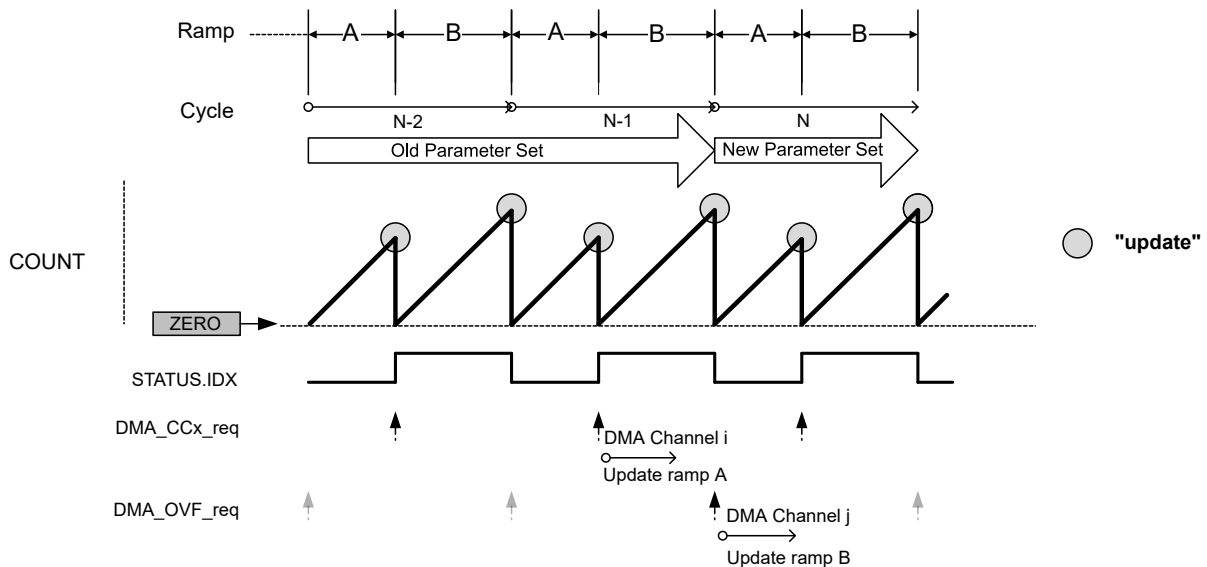 Ramp A B A B A B
Cycle
N-2 N-1 N
Old Parameter Set New Parameter Set
"update"
COUNT
ZERO
STATUS.IDX
DMA_CCx_req
DMA Channel i
Update ramp A
DMA_OVF_req
DMA Channel j
Update ramp B